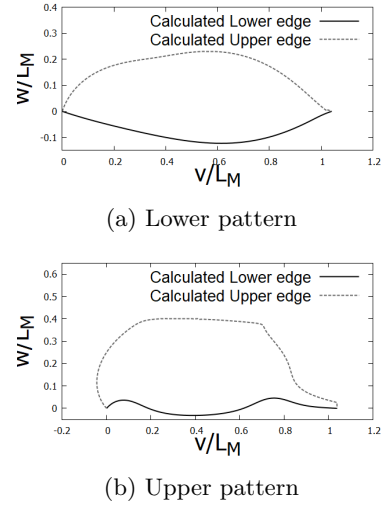 0.4
0.3
0.2
0.1
0
-0.1
W/L_M
Calculated Lower edge
Calculated Upper edge
0 0.2 0.4 0.6 0.8 1 1.2
v/L_M
(a) Lower pattern
0.6
0.5
0.4
0.3
0.2
0.1
0
W/L_M
Calculated Lower edge
Calculated Upper edge
-0.2 0 0.2 0.4 0.6 0.8 1 1.2
v/L_M
(b) Upper pattern